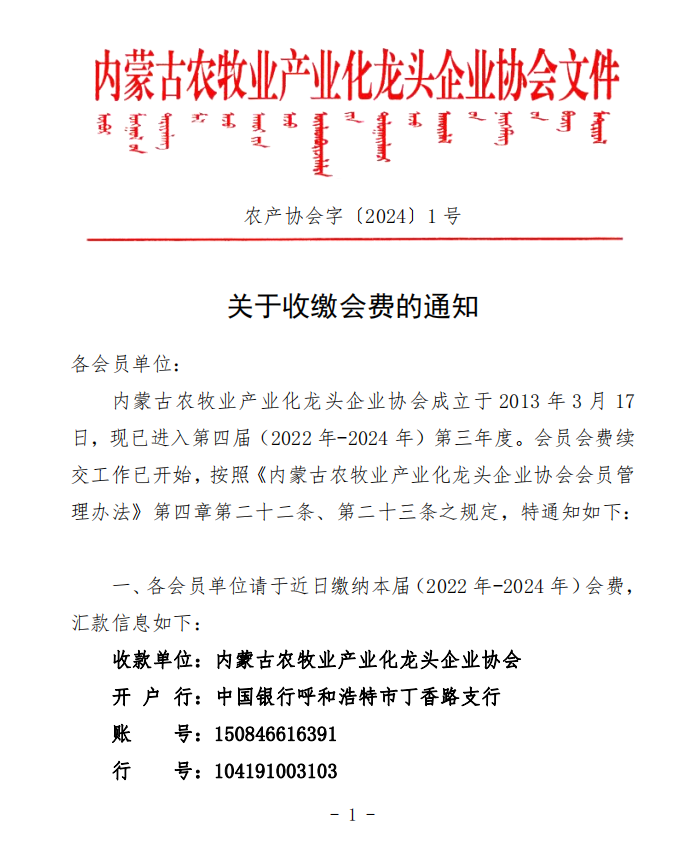 内蒙古农牧业产业化龙头企业协会文件
农产协会字〔2024〕1 号
关于收缴会费的通知
各会员单位：
内蒙古农牧业产业化龙头企业协会成立于 2013 年 3 月 17
日，现已进入第四届（2022 年-2024 年）第三年度。会员会费续
交工作已开始，按照《内蒙古农牧业产业化龙头企业协会会员管
理办法》第四章第二十二条、第二十三条之规定，特通知如下：
一、各会员单位请于近日缴纳本届（2022 年-2024 年）会费，
汇款信息如下：
收款单位：内蒙古农牧业产业化龙头企业协会
开 户 行：中国银行呼和浩特市丁香路支行
账 号：150846616391
行 号：104191003103
- 1 -